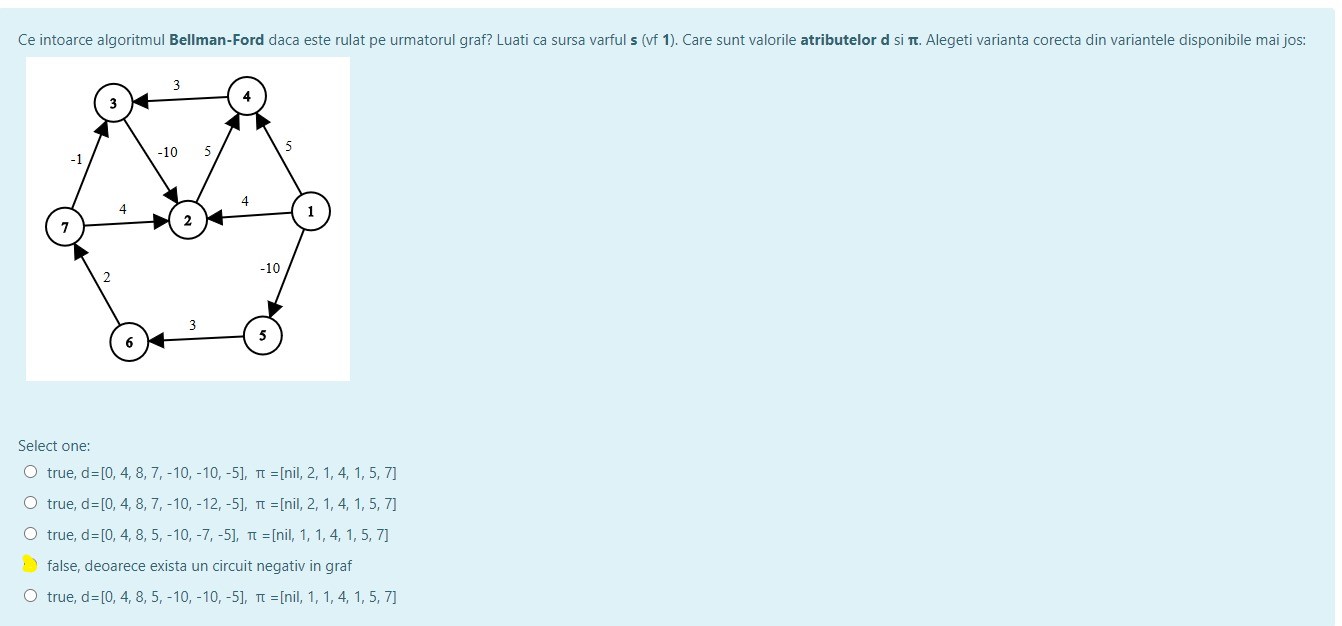 Ce intoarce algoritmul Bellman-Ford daca este rulat pe urmatorul graf? Luati ca sursa varful s (vf 1). Care sunt valorile atributelor d si π. Alegeti varianta corecta din variantele disponibile mai jos:
3
3
4
-1
-10
5
5
4
4
7
2
1
2
-10
3
6
5
Select one:
true, d=[0, 4, 8, 7, -10, -10, -5], π =[nil, 2, 1, 4, 1, 5, 7]
true, d=[0, 4, 8, 7, -10, -12, -5], π =[nil, 2, 1, 4, 1, 5, 7]
true, d=[0, 4, 8, 5, -10, -7, -5], π =[nil, 1, 1, 4, 1, 5, 7]
false, deoarece exista un circuit negativ in graf
true, d=[0, 4, 8, 5, -10, -10, -5], π =[nil, 1, 1, 4, 1, 5, 7]